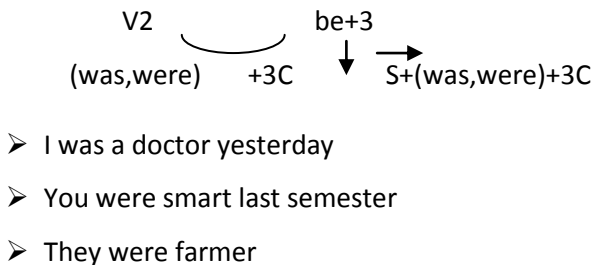 V2 be+3
(was,were) +3C S+(was,were)+3C
➢ I was a doctor yesterday
➢ You were smart last semester
➢ They were farmer